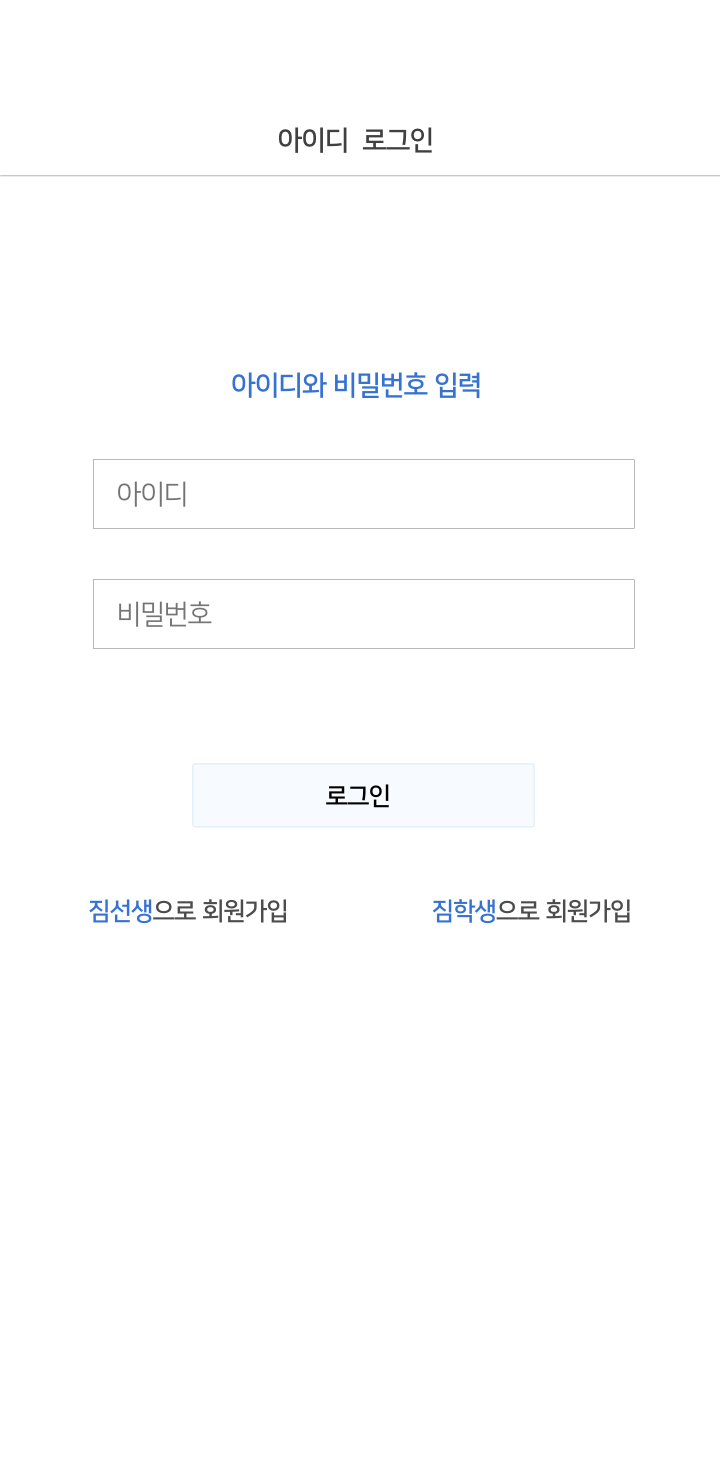 아이디 로그인
아이디와 비밀번호 입력
아이디
비밀번호
로그인
짐선생으로 회원가입 짐학생으로 회원가입